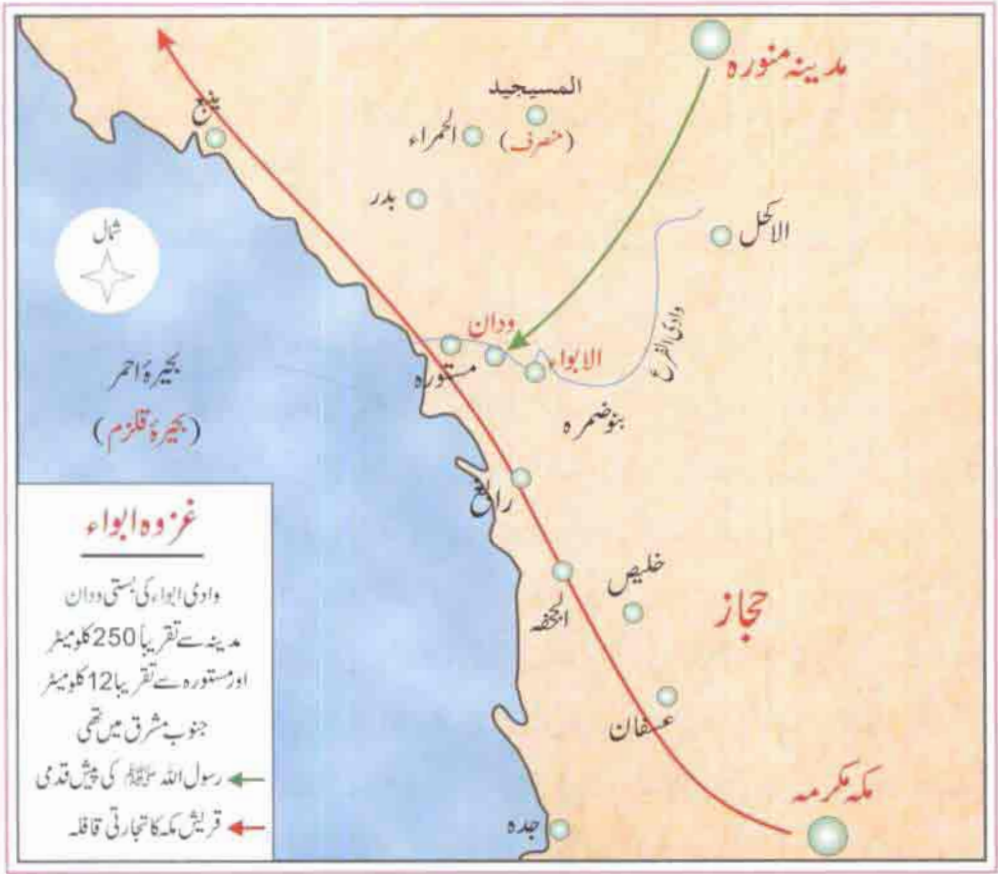 مدینہ منورہ
المسیجید
(منصرف)
الحمراء
ینبع
بدر
الاکحل
شمال
وادی الفرع
ودان
الابواء
مستورہ
بنو ضمرہ
بحیرۂ احمر
(بحیرۂ قلزم)
رابغ
خلیص
الجحفہ
حجاز
عسفان
مکہ مکرمہ
جدہ
غزوہ ابواء
وادی ابواء کی بستی ودان
مدینہ سے تقریباً 250 کلومیٹر
اور مستورہ سے تقریبا 12 کلومیٹر
جنوب مشرق میں تھی
رسول اللہ ﷺ کی پیش قدمی
قریش مکہ کا تجارتی قافلہ